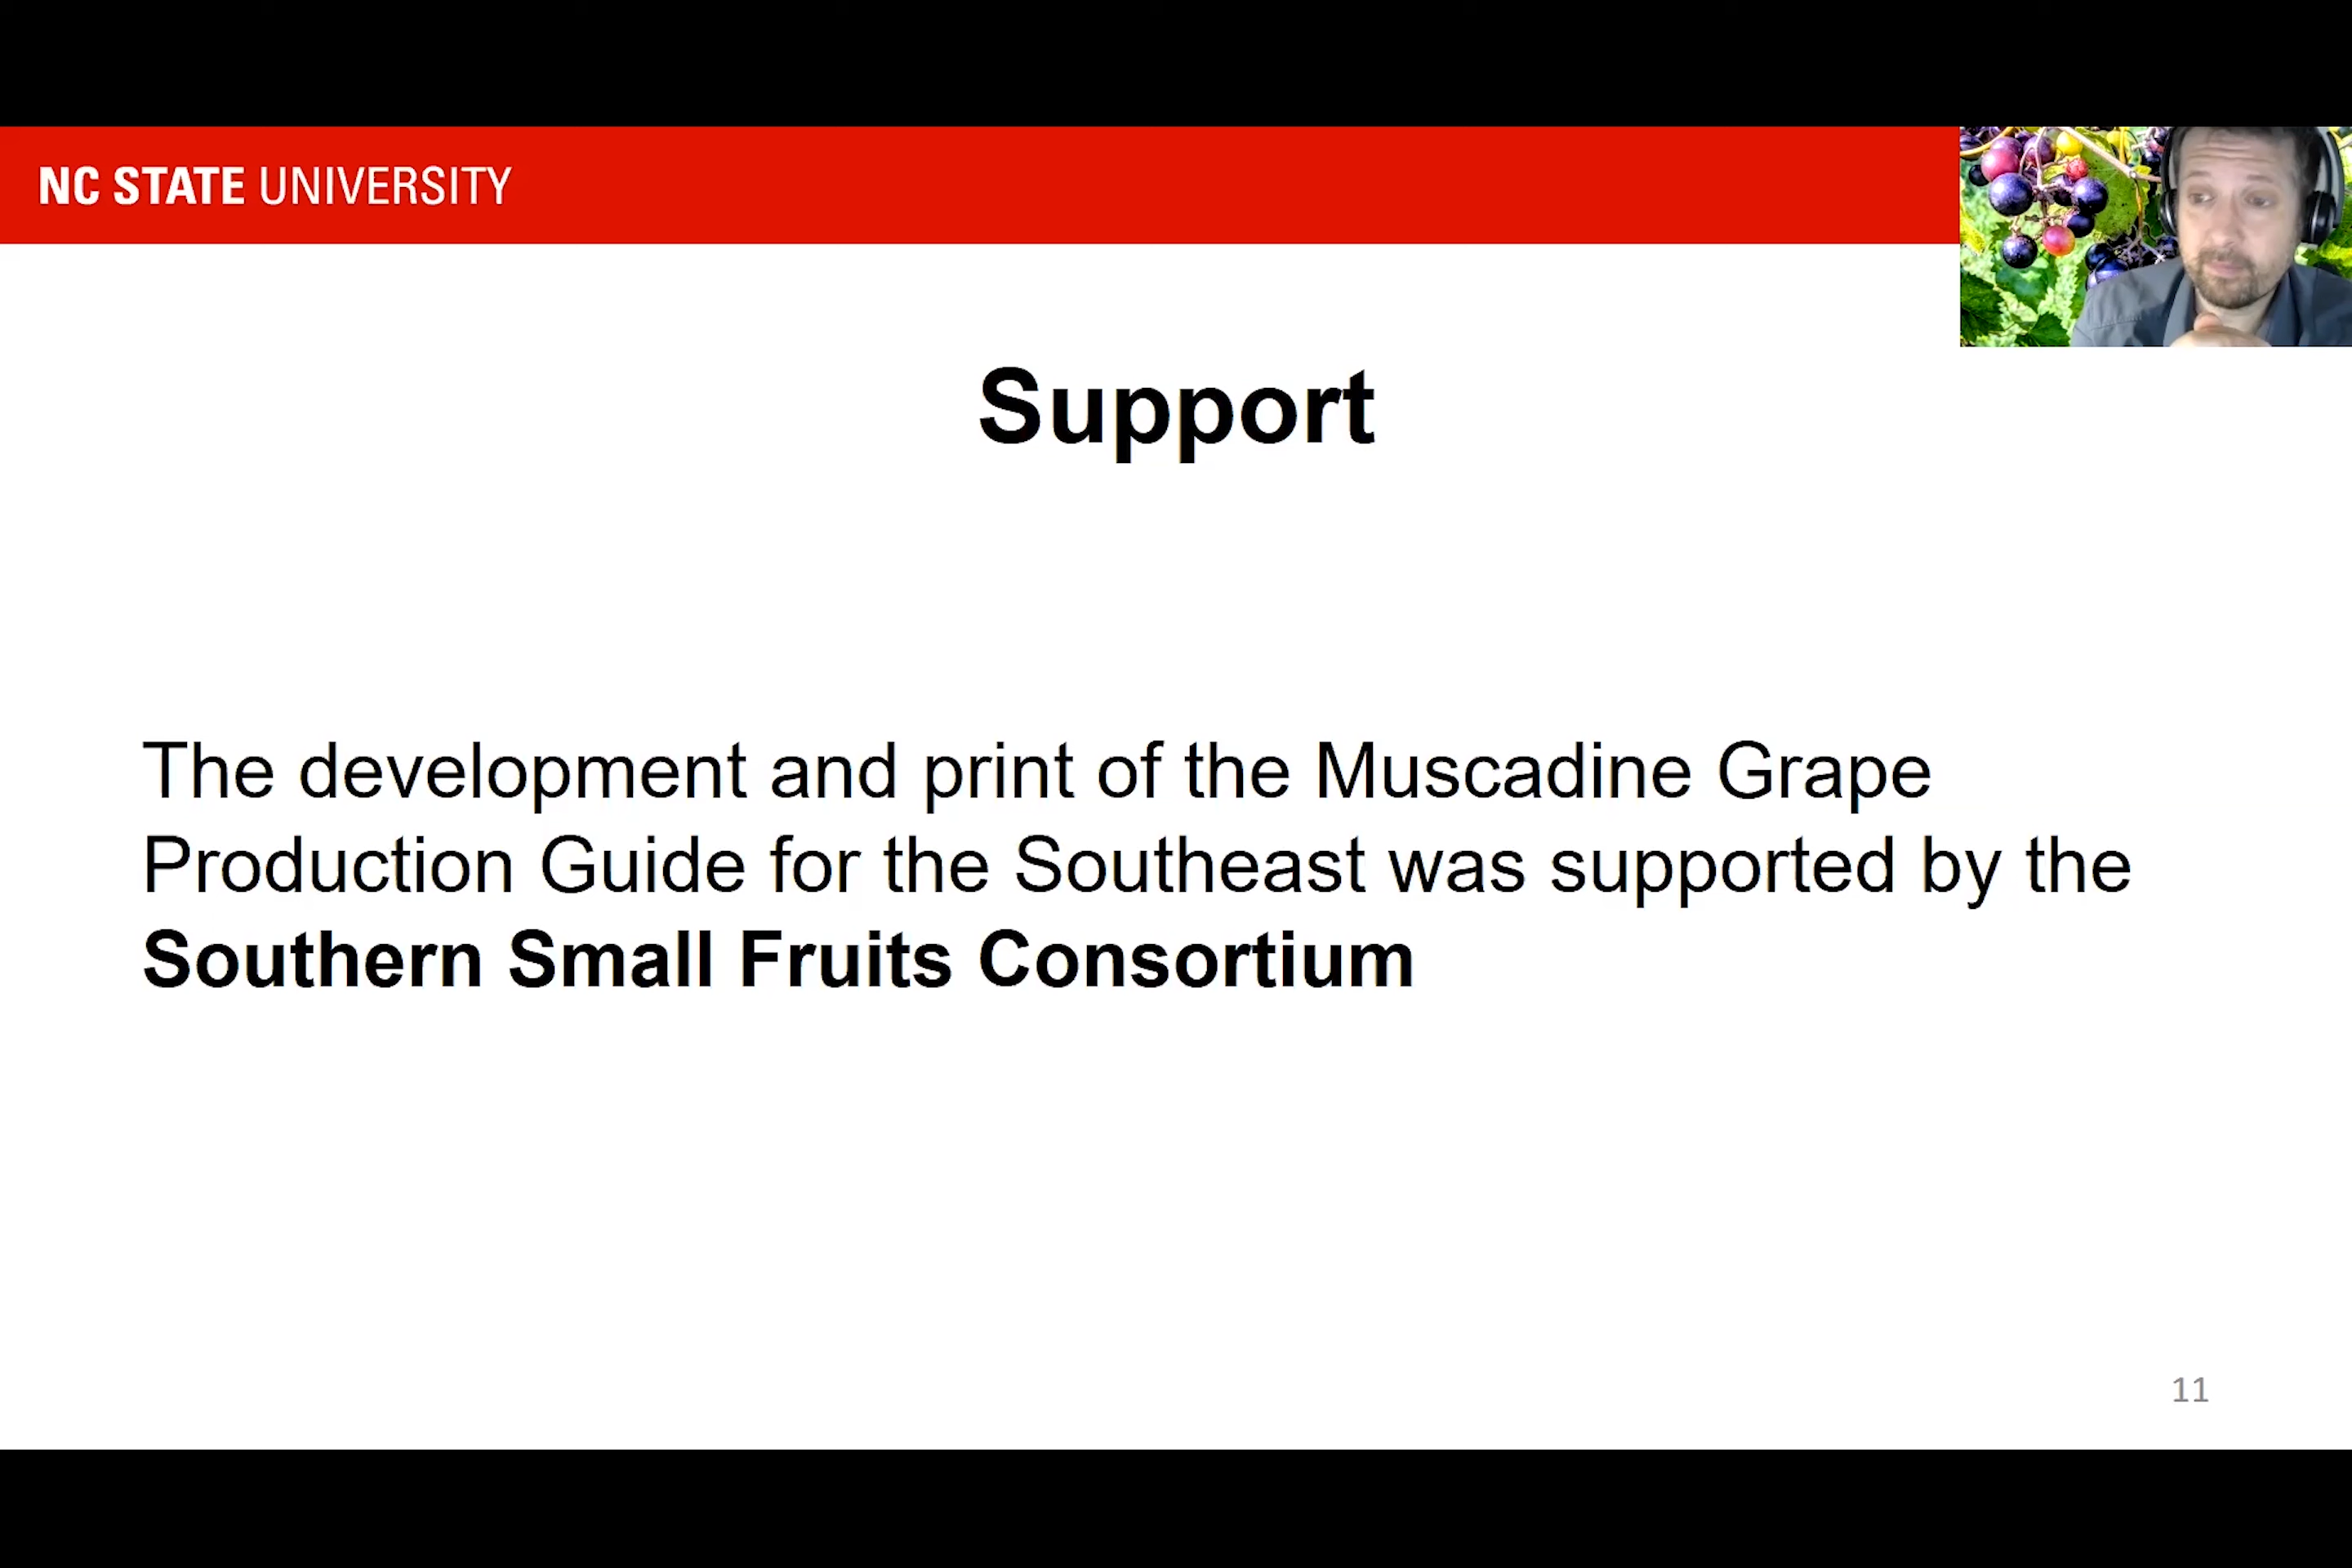 NC STATE UNIVERSITY
Support
The development and print of the Muscadine Grape
Production Guide for the Southeast was supported by the
Southern Small Fruits Consortium
11